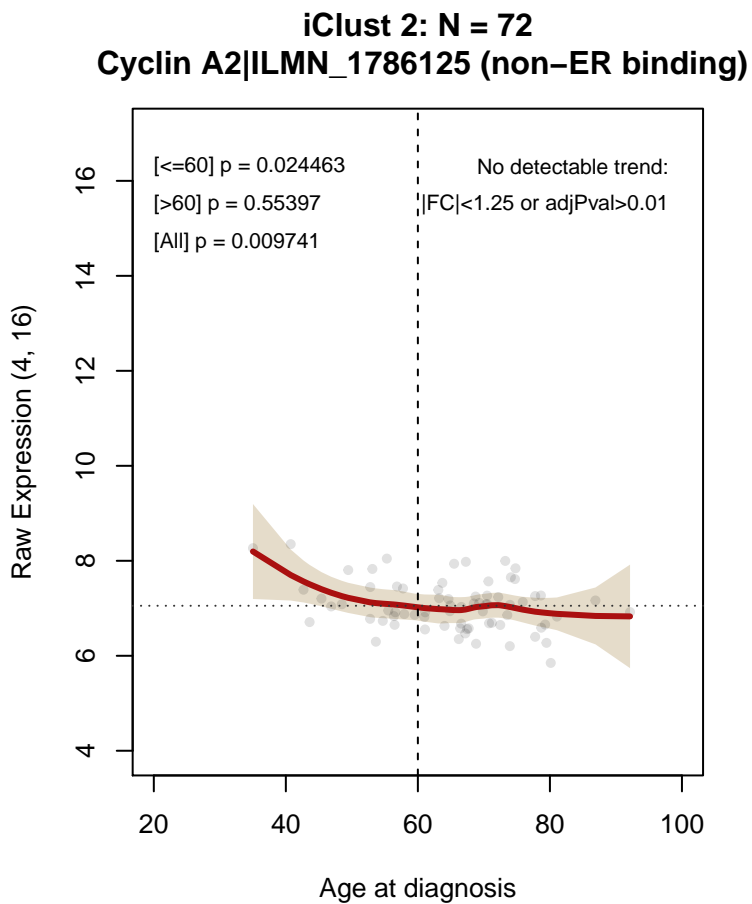 iClust 2: N = 72
Cyclin A2|ILMN_1786125 (non−ER binding)
[<=60] p = 0.024463
[>60] p = 0.55397
[All] p = 0.009741
No detectable trend:
|FC|<1.25 or adjPval>0.01
Raw Expression (4, 16)
16
14
12
10
8
6
4
20 40 60 80 100
Age at diagnosis